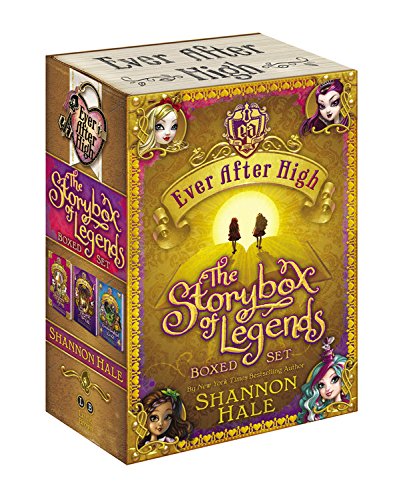 Ever After
High
Ever
After
High
The
Storybox
of Legends
BOXED SET
SHANNON HALE
L B
Ever After High
The
Storybox
of Legends
BOXED SET
By New York Times Bestselling Author
SHANNON
HALE